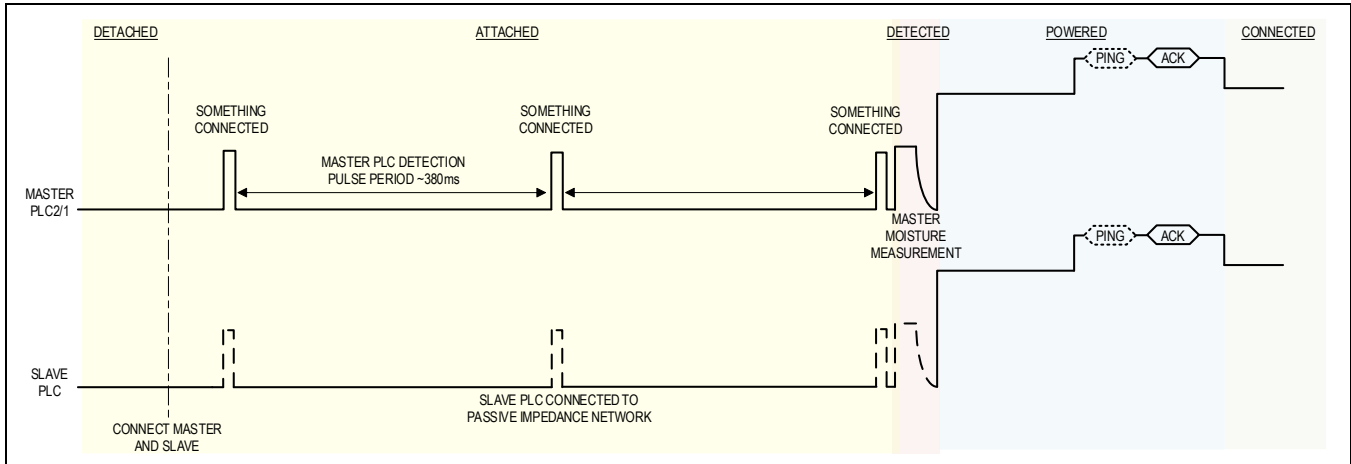 DETACHED
ATTACHED
DETECTED
POWERED
CONNECTED
PING
ACK
SOMETHING
CONNECTED
SOMETHING
CONNECTED
SOMETHING
CONNECTED
MASTER PLC DETECTION
PULSE PERIOD ~380ms
MASTER
PLC2/1
MASTER
MOISTURE
MEASUREMENT
PING
ACK
SLAVE
PLC
SLAVE PLC CONNECTED TO
PASSIVE IMPEDANCE NETWORK
CONNECT MASTER
AND SLAVE